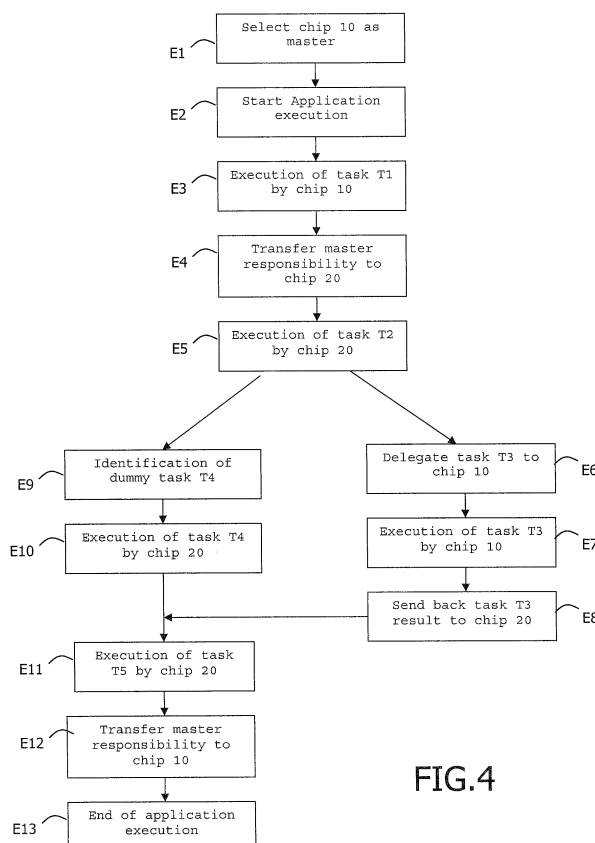 Select chip 10 as
master
E1
Start Application
execution
E2
Execution of task T1
by chip 10
E3
Transfer master
responsibility to
chip 20
E4
Execution of task T2
by chip 20
E5
Identification of
dummy task T4
E9
Delegate task T3 to
chip 10
E6
Execution of task T4
by chip 20
E10
Execution of task T3
by chip 10
E7
Send back task T3
result to chip 20
E8
Execution of task
T5 by chip 20
E11
Transfer master
responsibility to
chip 10
E12
End of application
execution
E13
FIG.4